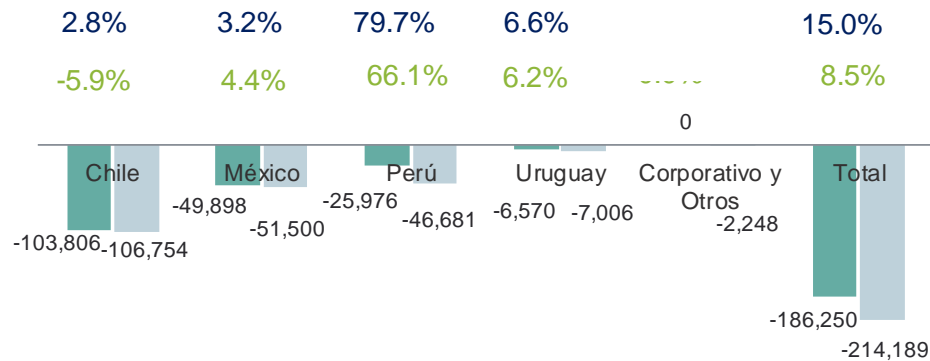 2.8% 3.2% 79.7% 6.6% 15.0%
-5.9% 4.4% 66.1% 6.2% 8.5%
0
Chile México Perú Uruguay Corporativo y Otros Total
-49,898 -25,976 -6,570 -7,006 -2,248
-51,500 -46,681
-103,806 -106,754
-186,250
-214,189